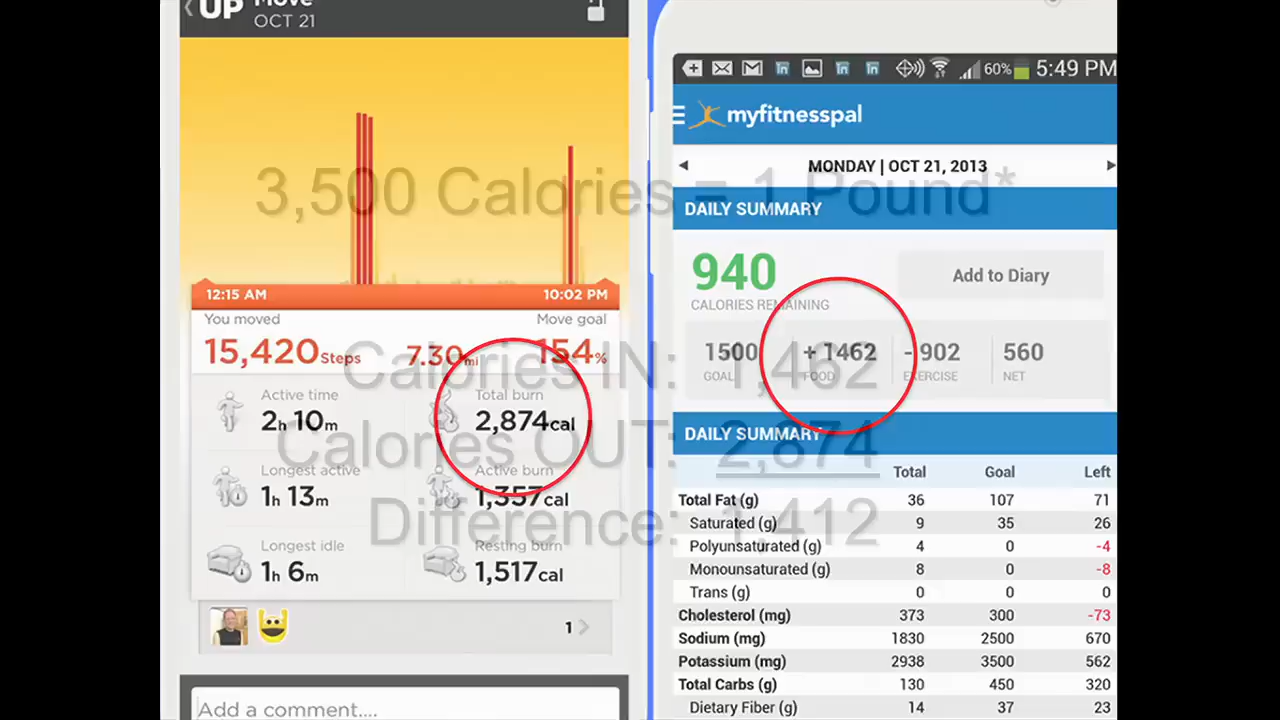 UP Move
OCT 21
12:15 AM 10:02 PM
You moved Move goal
15,420 Steps 7.30 mi 154%
Active time Total burn
2h 10m 2,874cal
Longest active Active burn
1h 13m 1,357cal
Longest idle Resting burn
1h 6m 1,517cal
1
Add a comment....
60% 5:49 PM
myfitnesspal
MONDAY | OCT 21, 2013
DAILY SUMMARY
940 Add to Diary
CALORIES REMAINING
1500 + 1462 - 902 560
GOAL FOOD EXERCISE NET
DAILY SUMMARY
Total Goal Left
Total Fat (g) 36 107 71
Saturated (g) 9 35 26
Polyunsaturated (g) 4 0 -4
Monounsaturated (g) 8 0 -8
Trans (g) 0 0 0
Cholesterol (mg) 373 300 -73
Sodium (mg) 1830 2500 670
Potassium (mg) 2938 3500 562
Total Carbs (g) 130 450 320
Dietary Fiber (g) 14 37 23
3,500 Calories = 1 Pound*
Calories IN: 1,462
Calories OUT: 2,874
Difference: 1,412